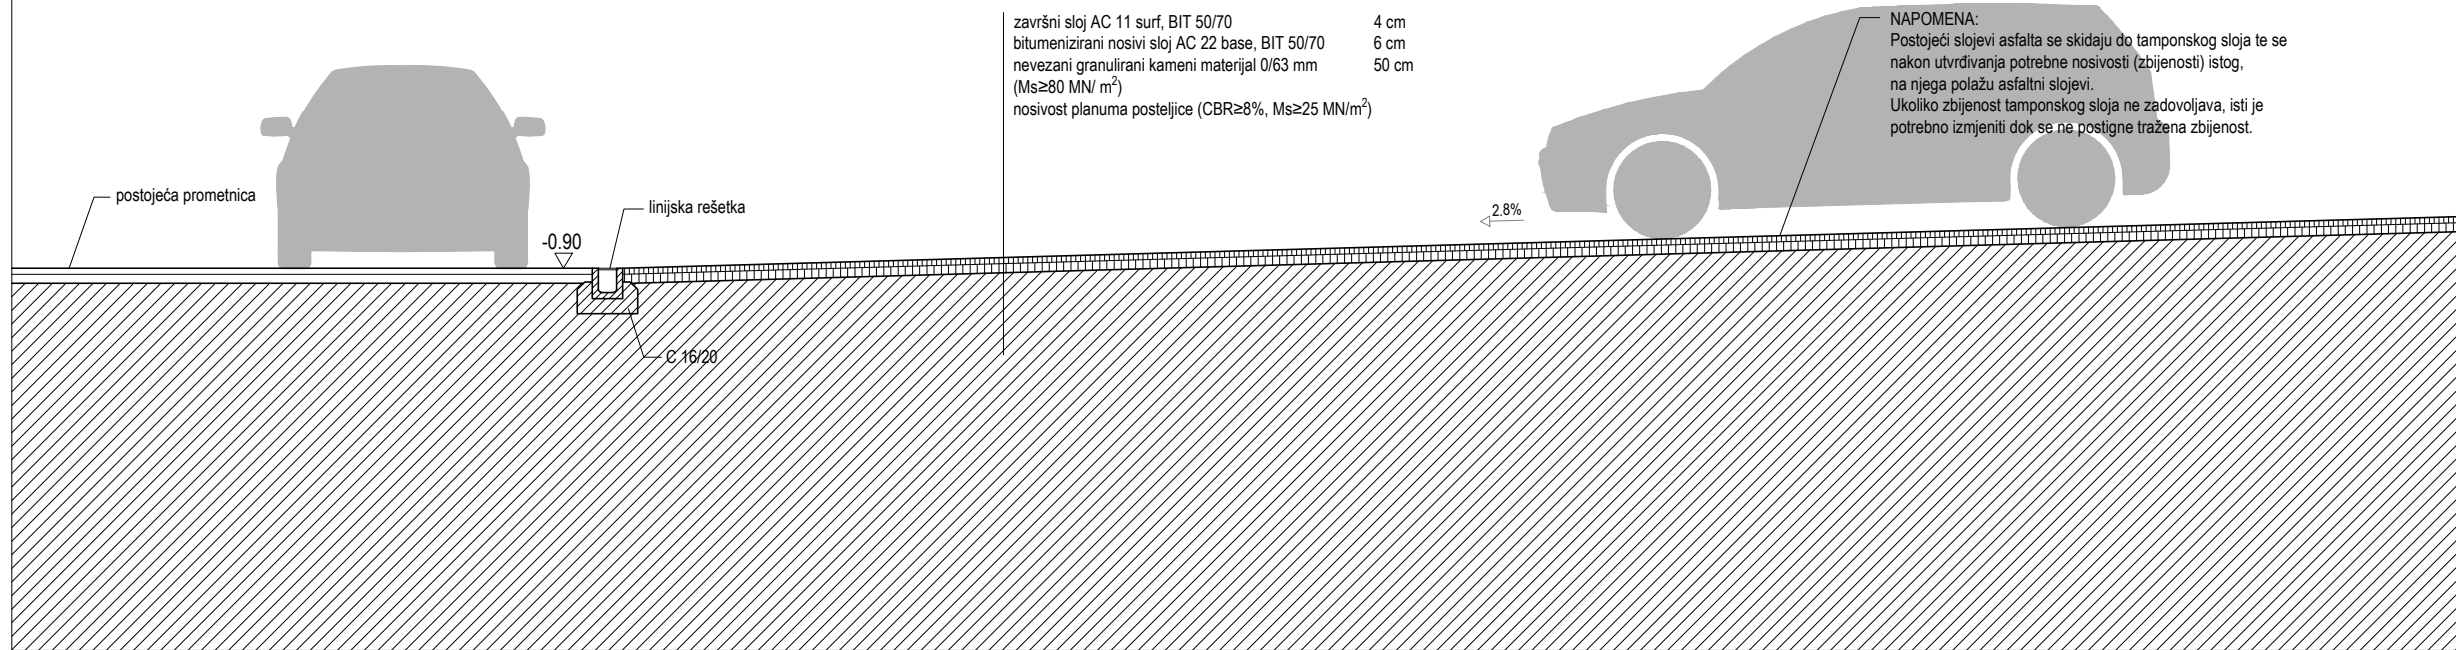 završni sloj AC 11 surf, BIT 50/70 4 cm
bitumenizirani nosivi sloj AC 22 base, BIT 50/70 6 cm
nevezani granulirani kameni materijal 0/63 mm 50 cm
(Ms≥80 MN/ m²)
nosivost planuma posteljice (CBR≥8%, Ms≥25 MN/m²)
NAPOMENA:
Postojeći slojevi asfalta se skidaju do tamponskog sloja te se
nakon utvrđivanja potrebne nosivosti (zbijenosti) istog,
na njega polažu asfaltni slojevi.
Ukoliko zbijenost tamponskog sloja ne zadovoljava, isti je
potrebno izmjeniti dok se ne postigne tražena zbijenost.
postojeća prometnica
linijska rešetka
2.8%
-0.90
C 16/20